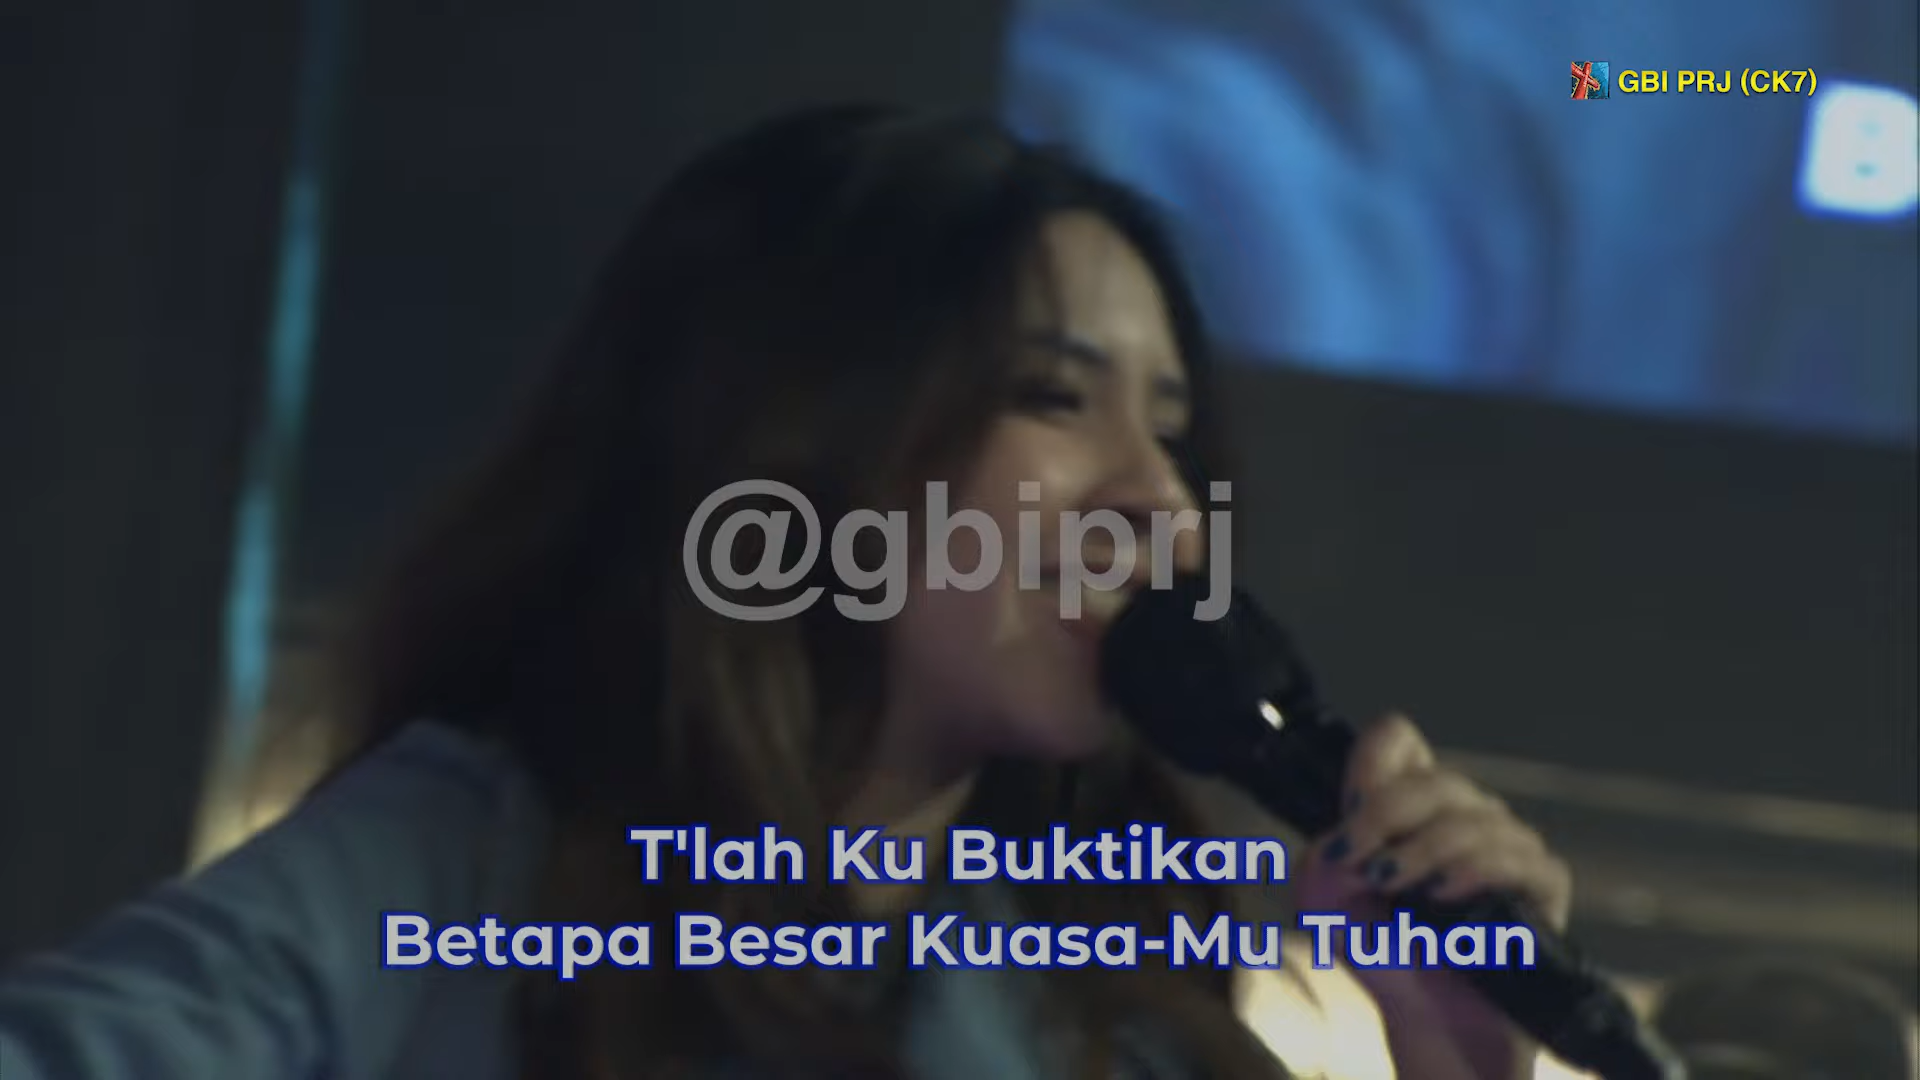 GBI PRJ (CK7)
@gbiprj
T'lah Ku Buktikan
Betapa Besar Kuasa-Mu Tuhan